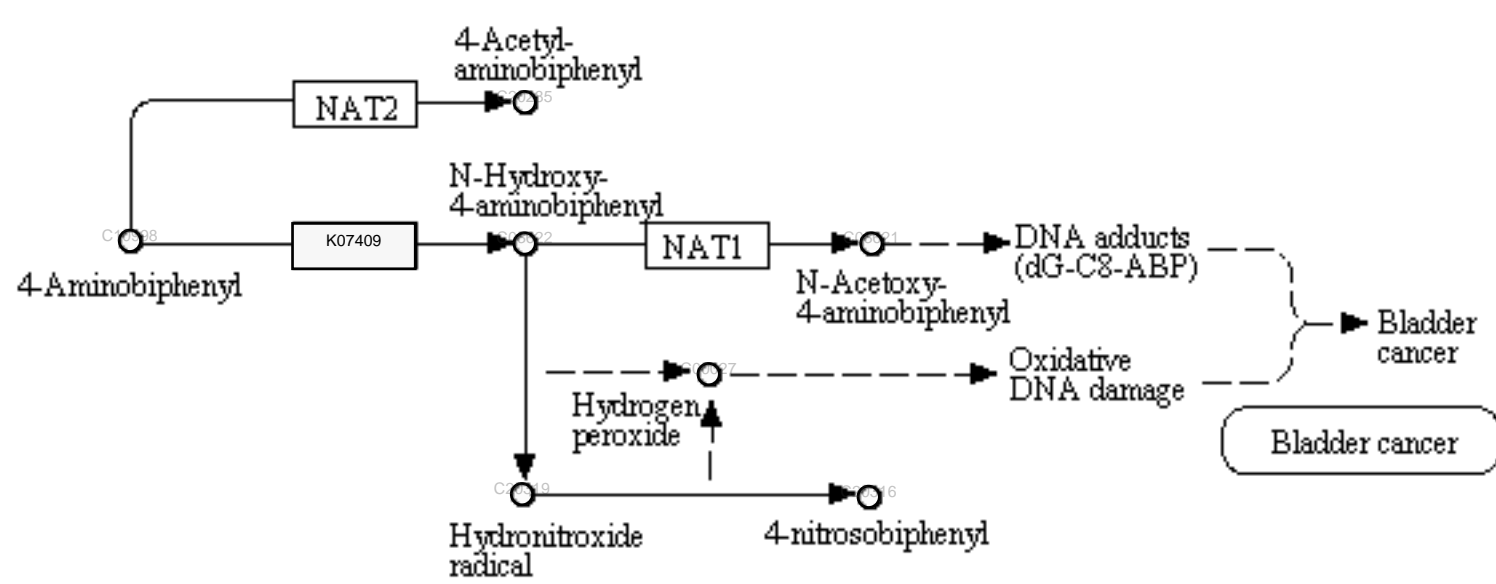 4-Acetyl-
aminobiphenyl
NAT2
N-Hydroxy-
4-aminobiphenyl
K07409
NAT1
4-Aminobiphenyl
N-Acetoxy-
4-aminobiphenyl
DNA adducts
(dG-C8-ABP)
Bladder
cancer
Oxidative
DNA damage
Hydrogen
peroxide
Bladder cancer
Hydronitroxide
radical
4-nitrosobiphenyl